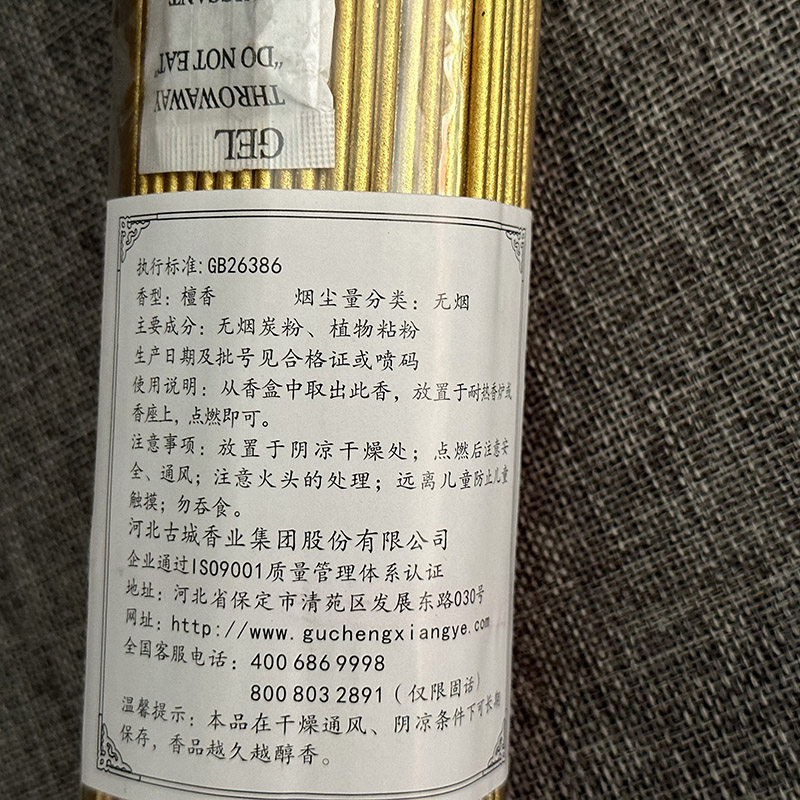 GEL
THROWAWAY
"DO NOT EAT"
执行标准:GB26386
香型：檀香 烟尘量分类：无烟
主要成分：无烟炭粉、植物粘粉
生产日期及批号见合格证或喷码
使用说明：从香盒中取出此香，放置于耐热香炉或
香座上，点燃即可。
注意事项：放置于阴凉干燥处；点燃后注意安
全、通风；注意火头的处理；远离儿童防止儿童
触摸；勿吞食。
河北古城香业集团股份有限公司
企业通过ISO9001质量管理体系认证
地址：河北省保定市清苑区发展东路030号
网址：http://www.guchengxiangye.com
全国客服电话：400 686 9998
800 803 2891（仅限固话）
温馨提示：本品在干燥通风、阴凉条件下可长期
保存，香品越久越醇香。